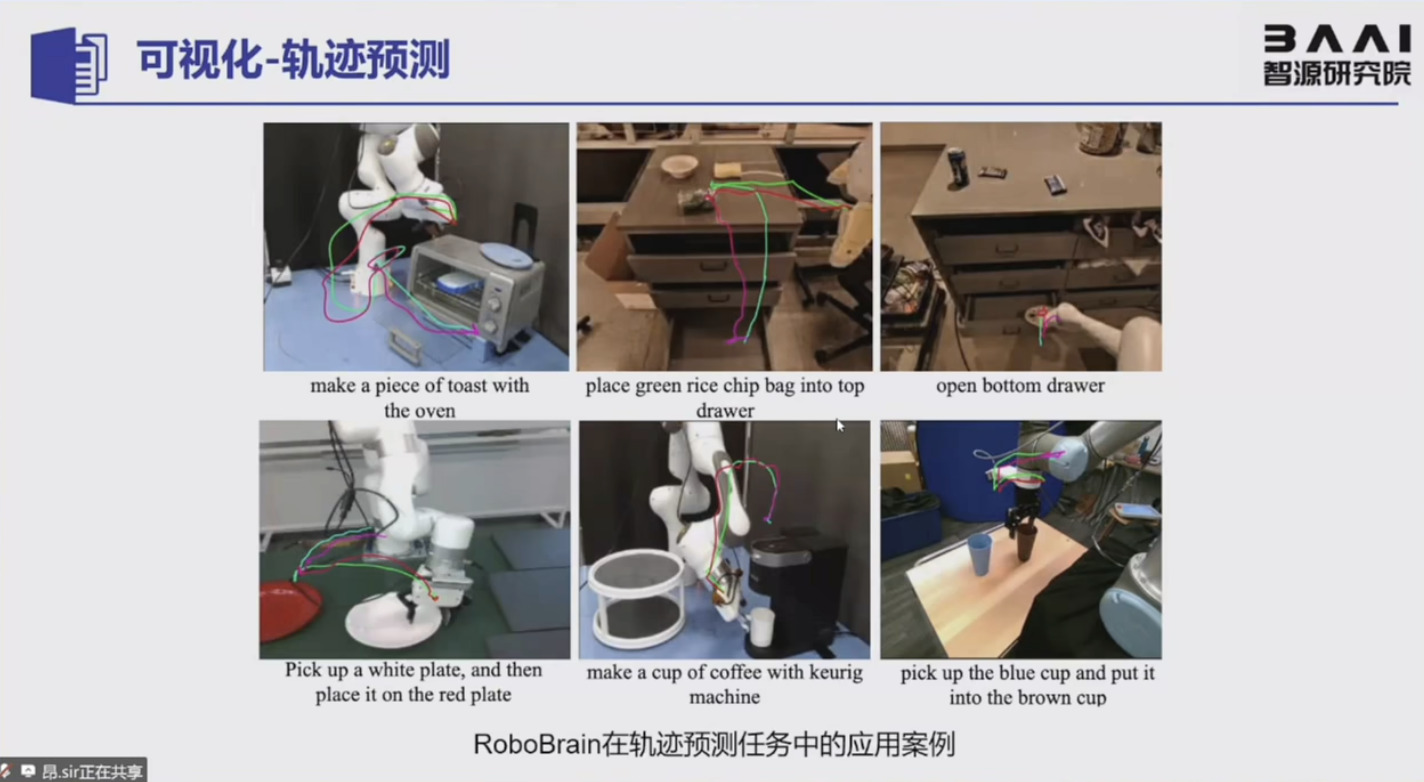 可视化-轨迹预测
BAAI
智源研究院
make a piece of toast with
the oven
place green rice chip bag into top
drawer
open bottom drawer
Pick up a white plate, and then
place it on the red plate
make a cup of coffee with keurig
machine
pick up the blue cup and put it
into the brown cup
RoboBrain在轨迹预测任务中的应用案例
昂.sir正在共享